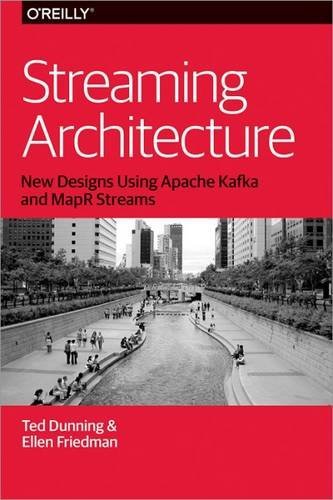 O'REILLY®
Streaming
Architecture
New Designs Using Apache Kafka
and MapR Streams
Ted Dunning &
Ellen Friedman